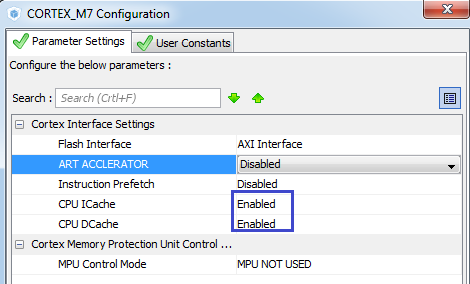 CORTEX_M7 Configuration
Parameter Settings User Constants
Configure the below parameters :
Search : Search (Crtl+F)
Cortex Interface Settings
Flash Interface AXI Interface
ART ACCLERATOR Disabled
Instruction Prefetch Disabled
CPU ICache Enabled
CPU DCache Enabled
Cortex Memory Protection Unit Control ...
MPU Control Mode MPU NOT USED